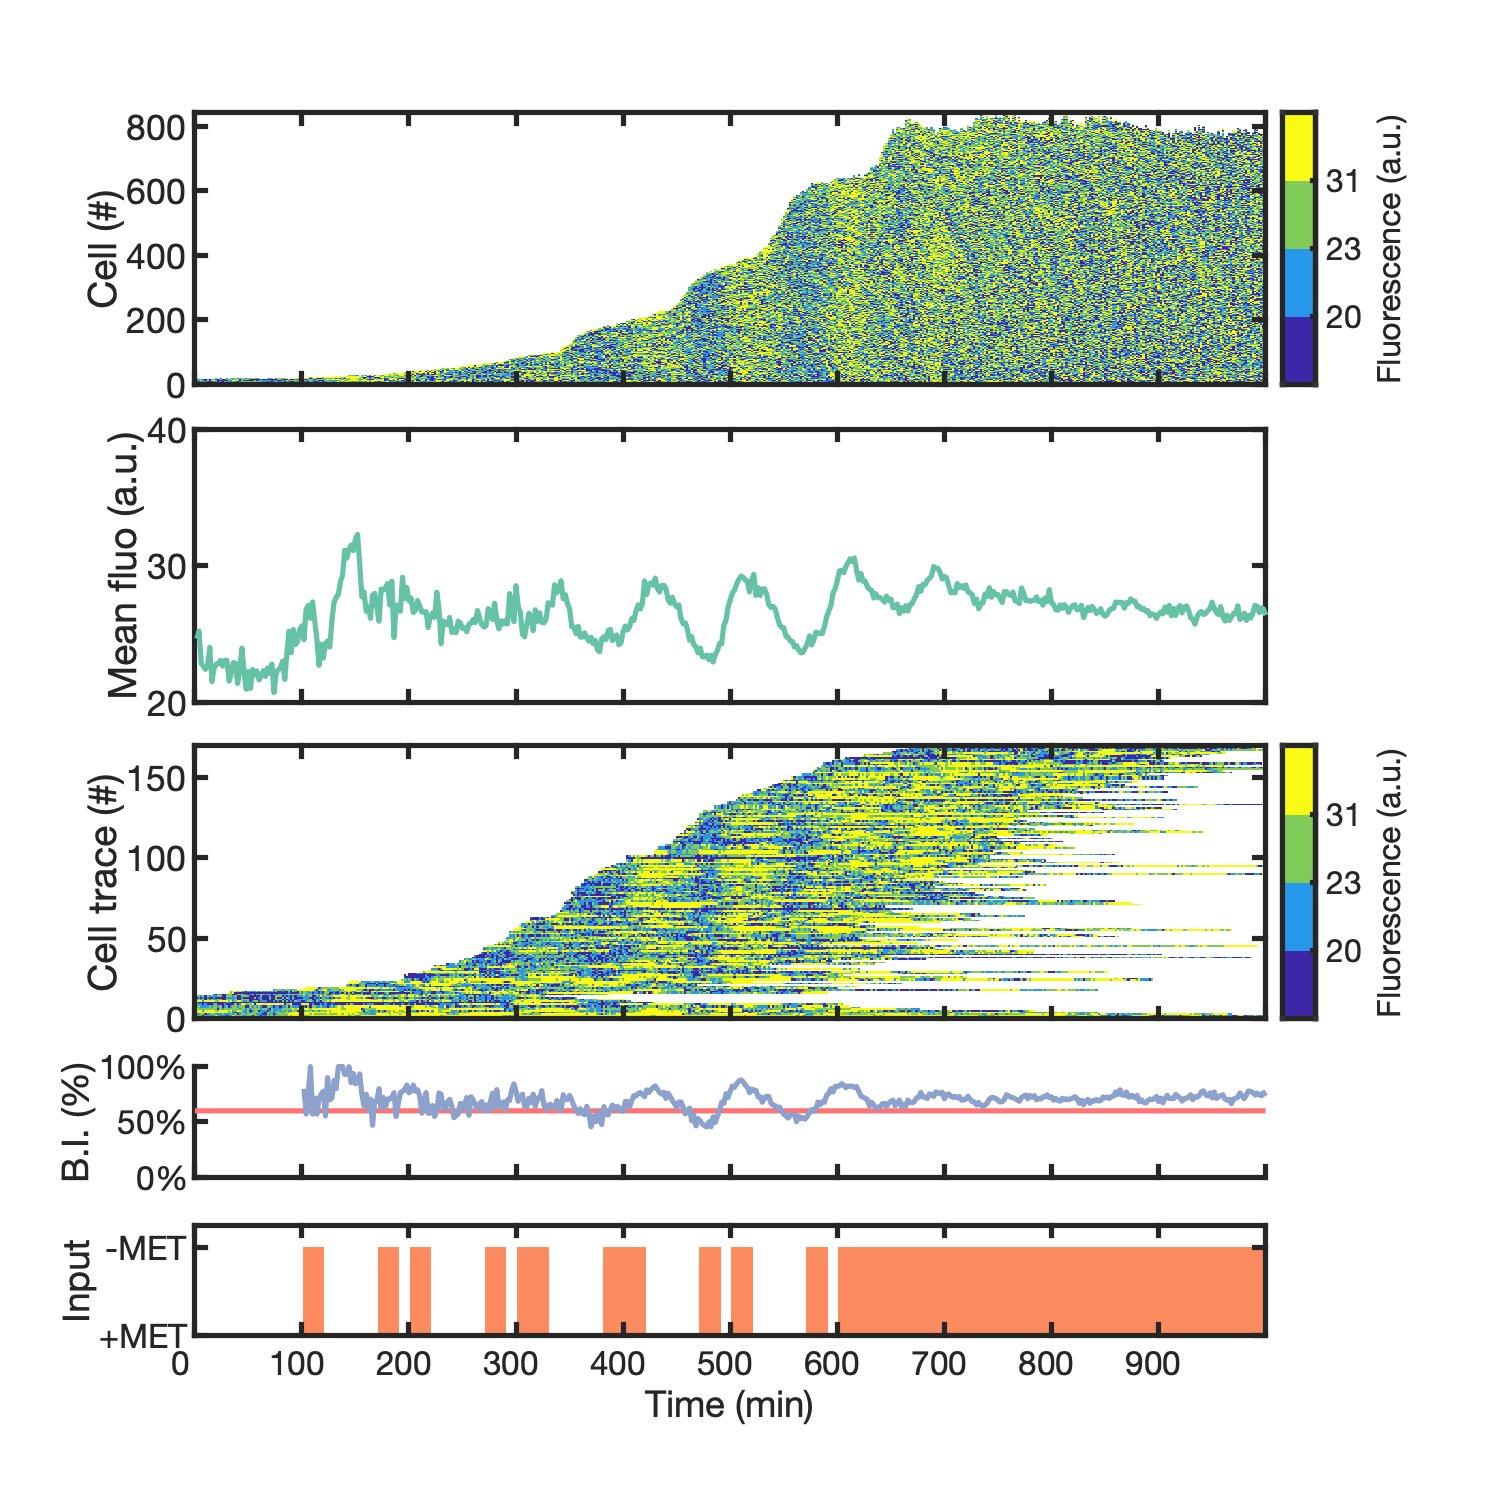 Cell (#)
800
600
400
200
0
31
23
20
Fluorescence (a.u.)
Mean fluo (a.u.)
40
30
20
Cell trace (#)
150
100
50
0
31
23
20
Fluorescence (a.u.)
B.I. (%)
100%
50%
0%
Input
-MET
+MET
0 100 200 300 400 500 600 700 800 900
Time (min)